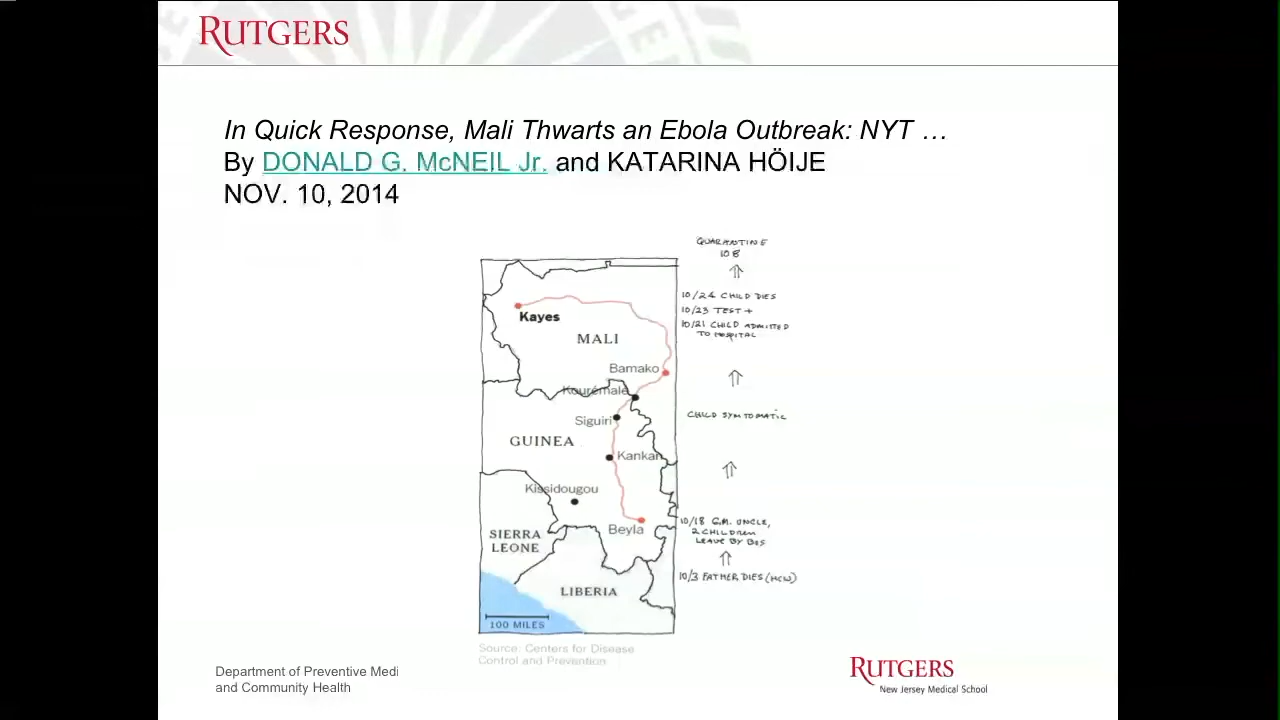 RUTGERS
In Quick Response, Mali Thwarts an Ebola Outbreak: NYT …
By DONALD G. McNEIL Jr. and KATARINA HÖIJE
NOV. 10, 2014
QUARANTINE
108
10/24 CHILD DIES
10/23 TEST +
10/21 CHILD ADMITTED
TO HOSPITAL
Kayes
MALI
Bamako
Kourémalé
CHILD SYMTOMATIC
Siguiri
GUINEA
Kankan
Kissidougou
10/18 G.M. UNCLE,
2 CHILDREN
LEAVE BY BUS
Beyla
SIERRA
LEONE
10/3 FATHER DIES (HCW)
LIBERIA
100 MILES
Source: Centers for Disease
Control and Prevention
Department of Preventive Medi
and Community Health
RUTGERS
New Jersey Medical School